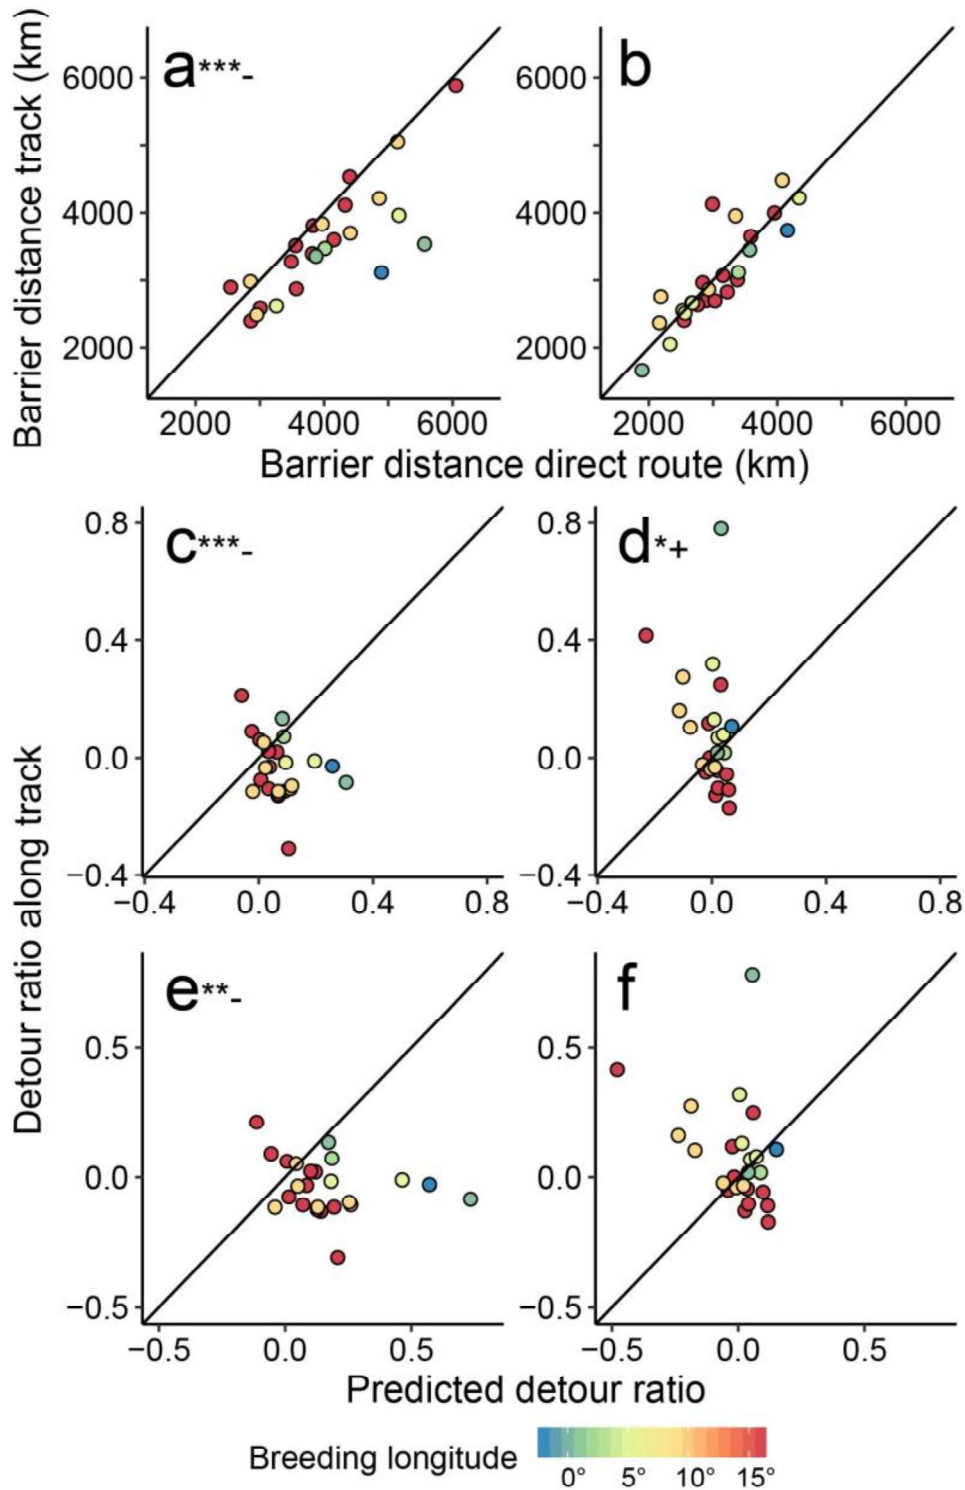 Barrier distance track (km)
a***-
b
6000
4000
2000
6000
4000
2000
2000 4000 6000
2000 4000 6000
Barrier distance direct route (km)
Detour ratio along track
c***-
d*+
0.8
0.4
0.0
−0.4
0.8
0.4
0.0
−0.4
−0.4 0.0 0.4 0.8
−0.4 0.0 0.4 0.8
e**-
f
0.5
0.0
−0.5
0.5
0.0
−0.5
−0.5 0.0 0.5
−0.5 0.0 0.5
Predicted detour ratio
Breeding longitude
0° 5° 10° 15°